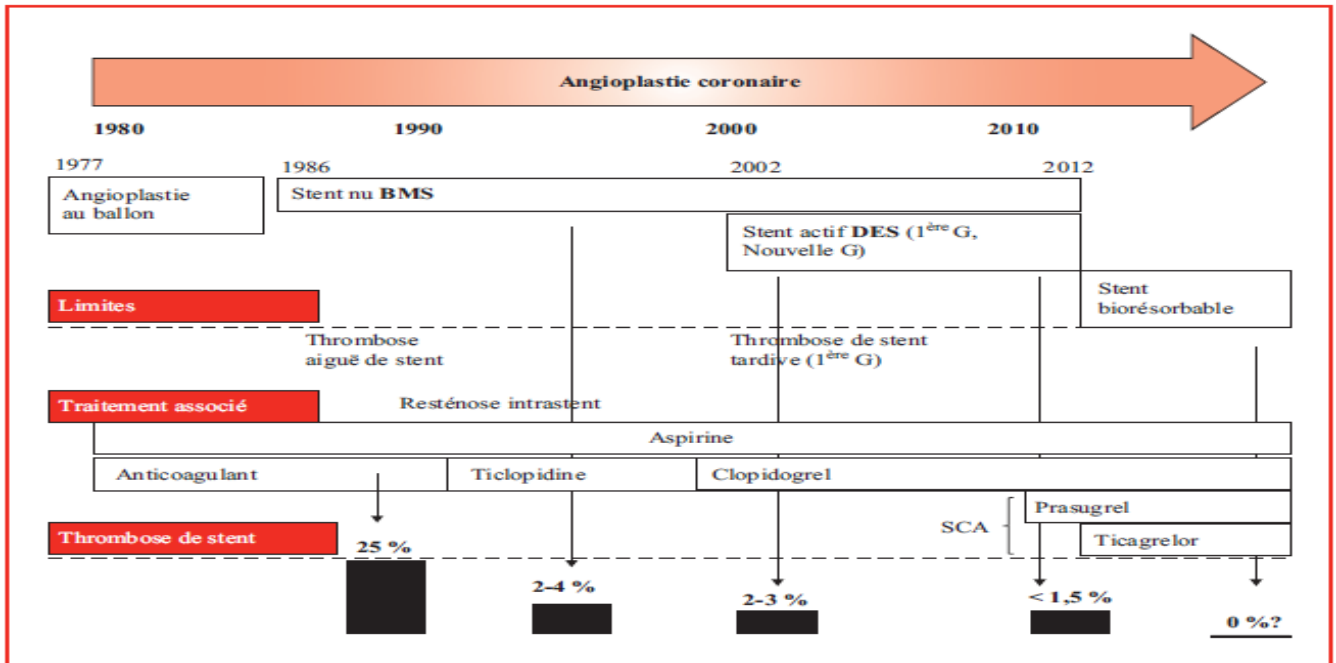 Angioplastie coronaire
1980 1990 2000 2010
1977 1986 2002 2012
Angioplastie
au ballon
Stent nu BMS
Stent actif DES (1ère G,
Nouvelle G)
Stent
biorésorbable
Limites
Thrombose
aiguë de stent
Thrombose de stent
tardive (1ère G)
Traitement associé
Resténose intrastent
Aspirine
Anticoagulant Ticlopidine Clopidogrel
SCA
Prasugrel
Ticagrelor
Thrombose de stent
25 %
2-4 %
2-3 %
< 1,5 %
0 %?